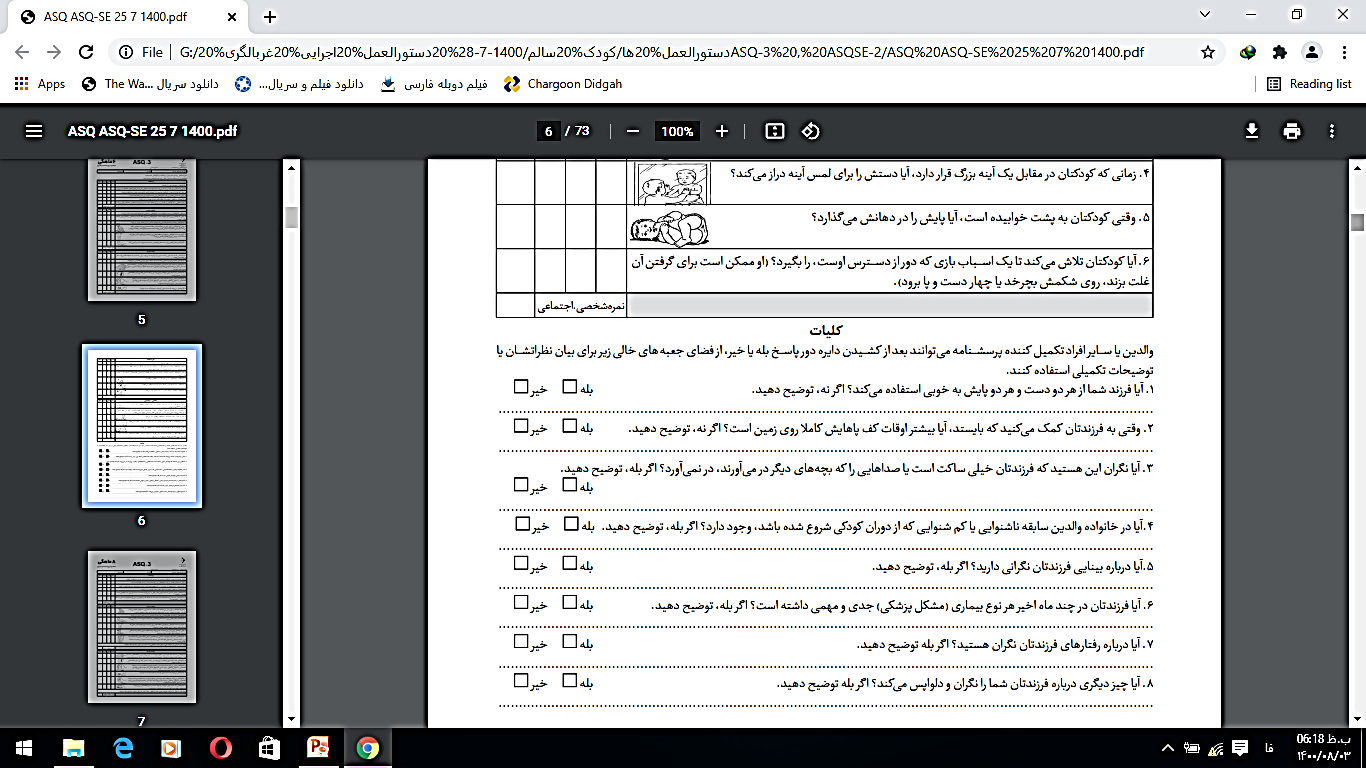 ASQ ASQ-SE 25 7 1400.pdf
File | G:/دستورالعمل%20اجرایی%20غربالگری%20/ASQ-3%20,%20ASQSE-2/دستورالعمل%20ها/کودک%20سالم/28-7-1400%20ASQ%20ASQ-SE%2025%207%201400.pdf
Apps
The Wa... دانلود سریال
دانلود فیلم و سریال...
فیلم دوبله فارسی
Chargoon Didgah
Reading list
ASQ ASQ-SE 25 7 1400.pdf
6 / 73
100%
ASQ 3
5
6
ASQ 3
7
۴. زمانی که کودکتان در مقابل یک آینه بزرگ قرار دارد، آیا دستش را برای لمس آینه دراز می‌کند؟
۵. وقتی کودکتان به پشت خوابیده است، آیا پایش را در دهانش می‌گذارد؟
۶. آیا کودکتان تلاش می‌کند تا یک اسباب بازی که دور از دسترس اوست، را بگیرد؟ (او ممکن است برای گرفتن آن
غلت بزند، روی شکمش بچرخد یا چهار دست و پا برود).
نمره‌شخصی.اجتماعی
کلیات
والدین یا سایر افراد تکمیل کننده پرسشنامه می‌توانند بعد از کشیدن دایره دور پاسخ بله یا خیر، از فضای جعبه های خالی زیر برای بیان نظراتشان یا
توضیحات تکمیلی استفاده کنند.
۱. آیا فرزند شما از هر دو دست و هر دو پایش به خوبی استفاده می‌کند؟ اگر نه، توضیح دهید. بله خیر
۲. وقتی به فرزندتان کمک می‌کنید که بایستد، آیا بیشتر اوقات کف پاهایش کاملا روی زمین است؟ اگر نه، توضیح دهید. بله خیر
۳. آیا نگران این هستید که فرزندتان خیلی ساکت است یا صداهایی را که بچه‌های دیگر در می‌آورند، در نمی‌آورد؟ اگر بله، توضیح دهید.
بله خیر
۴.آیا در خانواده والدین سابقه ناشنوایی یا کم شنوایی که از دوران کودکی شروع شده باشد، وجود دارد؟ اگر بله، توضیح دهید. بله خیر
۵.آیا درباره بینایی فرزندتان نگرانی دارید؟ اگر بله، توضیح دهید. بله خیر
۶. آیا فرزندتان در چند ماه اخیر هر نوع بیماری (مشکل پزشکی) جدی و مهمی داشته است؟ اگر بله، توضیح دهید. بله خیر
۷. آیا درباره رفتارهای فرزندتان نگران هستید؟ اگر بله توضیح دهید. بله خیر
۸. آیا چیز دیگری درباره فرزندتان شما را نگران و دلواپس می‌کند؟ اگر بله توضیح دهید. بله خیر
فا
06:18 ب.ظ
۱۴۰۰/۰۸/۰۳